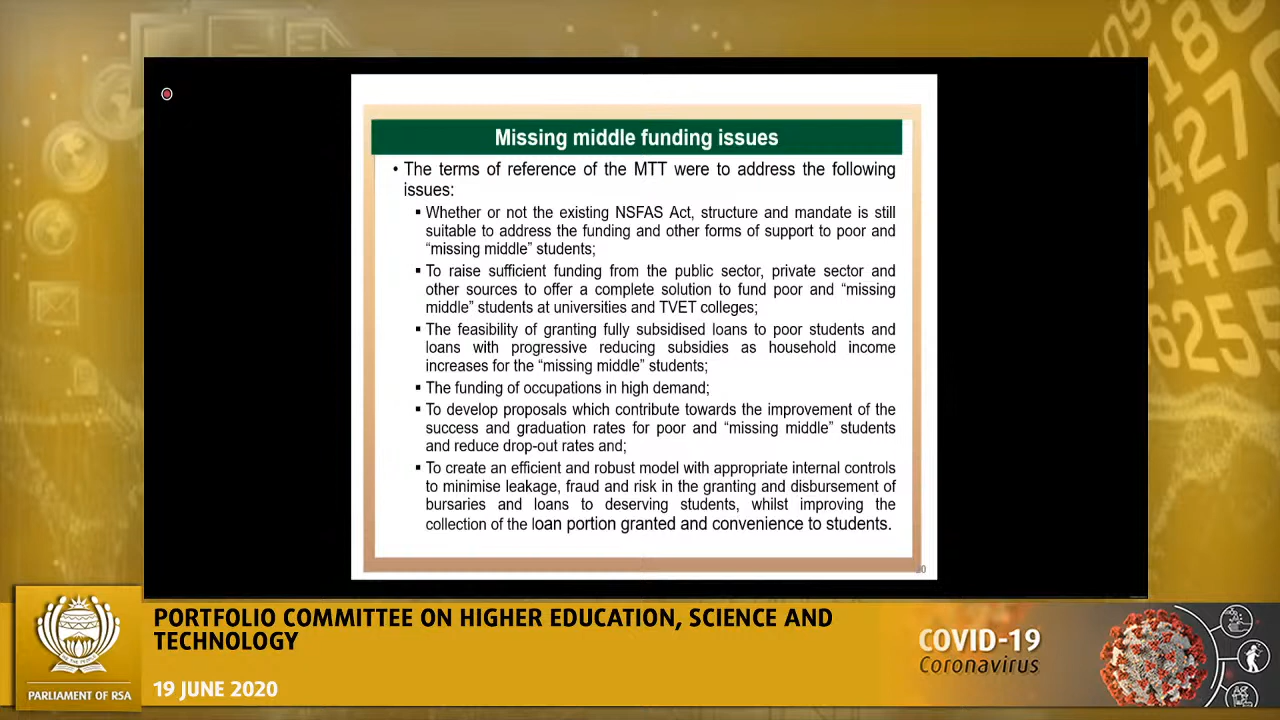 Missing middle funding issues
• The terms of reference of the MTT were to address the following
issues:
▪ Whether or not the existing NSFAS Act, structure and mandate is still
suitable to address the funding and other forms of support to poor and
“missing middle” students;
▪ To raise sufficient funding from the public sector, private sector and
other sources to offer a complete solution to fund poor and “missing
middle” students at universities and TVET colleges;
▪ The feasibility of granting fully subsidised loans to poor students and
loans with progressive reducing subsidies as household income
increases for the “missing middle” students;
▪ The funding of occupations in high demand;
▪ To develop proposals which contribute towards the improvement of the
success and graduation rates for poor and “missing middle” students
and reduce drop-out rates and;
▪ To create an efficient and robust model with appropriate internal controls
to minimise leakage, fraud and risk in the granting and disbursement of
bursaries and loans to deserving students, whilst improving the
collection of the loan portion granted and convenience to students.
PORTFOLIO COMMITTEE ON HIGHER EDUCATION, SCIENCE AND
TECHNOLOGY
19 JUNE 2020
PARLIAMENT OF RSA
COVID-19
Coronavirus